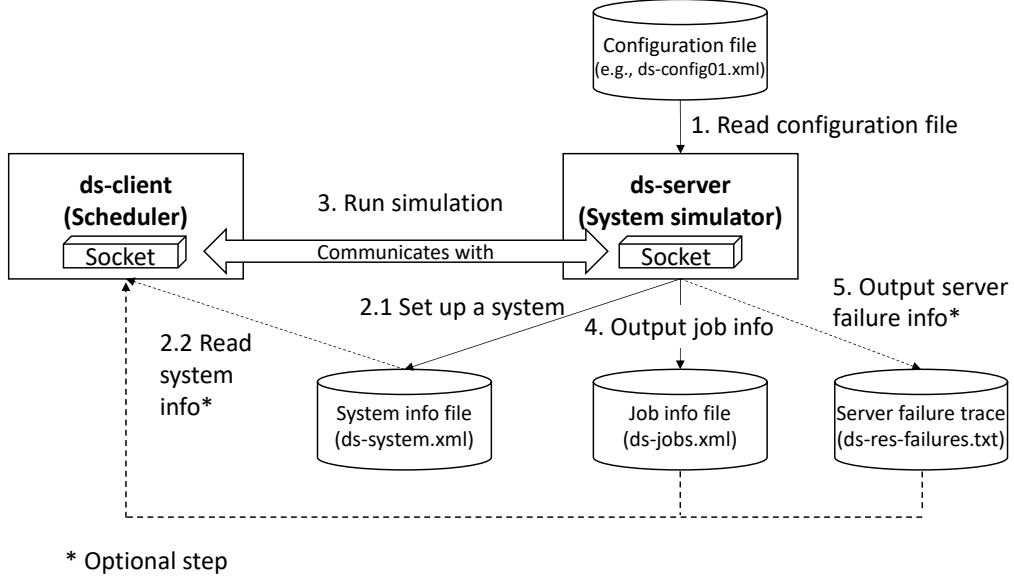 Configuration file
(e.g., ds-config01.xml)
1. Read configuration file
ds-client
(Scheduler)
Socket
3. Run simulation
Communicates with
ds-server
(System simulator)
Socket
2.1 Set up a system
4. Output job info
5. Output server
failure info*
2.2 Read
system
info*
System info file
(ds-system.xml)
Job info file
(ds-jobs.xml)
Server failure trace
(ds-res-failures.txt)
* Optional step